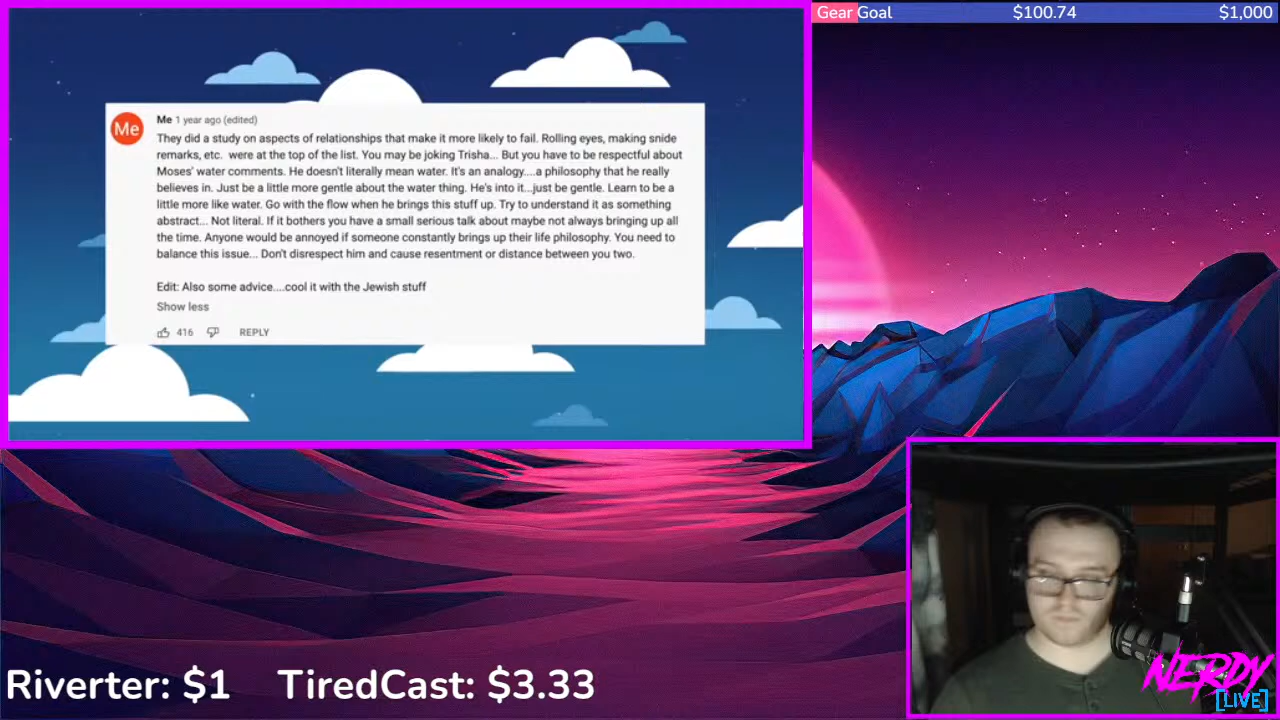 Gear Goal $100.74 $1,000
Me
Me 1 year ago (edited)
They did a study on aspects of relationships that make it more likely to fail. Rolling eyes, making snide
remarks, etc. were at the top of the list. You may be joking Trisha... But you have to be respectful about
Moses' water comments. He doesn't literally mean water. It's an analogy....a philosophy that he really
believes in. Just be a little more gentle about the water thing. He's into it...just be gentle. Learn to be a
little more like water. Go with the flow when he brings this stuff up. Try to understand it as something
abstract... Not literal. If it bothers you have a small serious talk about maybe not always bringing up all
the time. Anyone would be annoyed if someone constantly brings up their life philosophy. You need to
balance this issue... Don't disrespect him and cause resentment or distance between you two.
Edit: Also some advice....cool it with the Jewish stuff
Show less
416 REPLY
Riverter: $1 TiredCast: $3.33
NERDY
[LIVE]